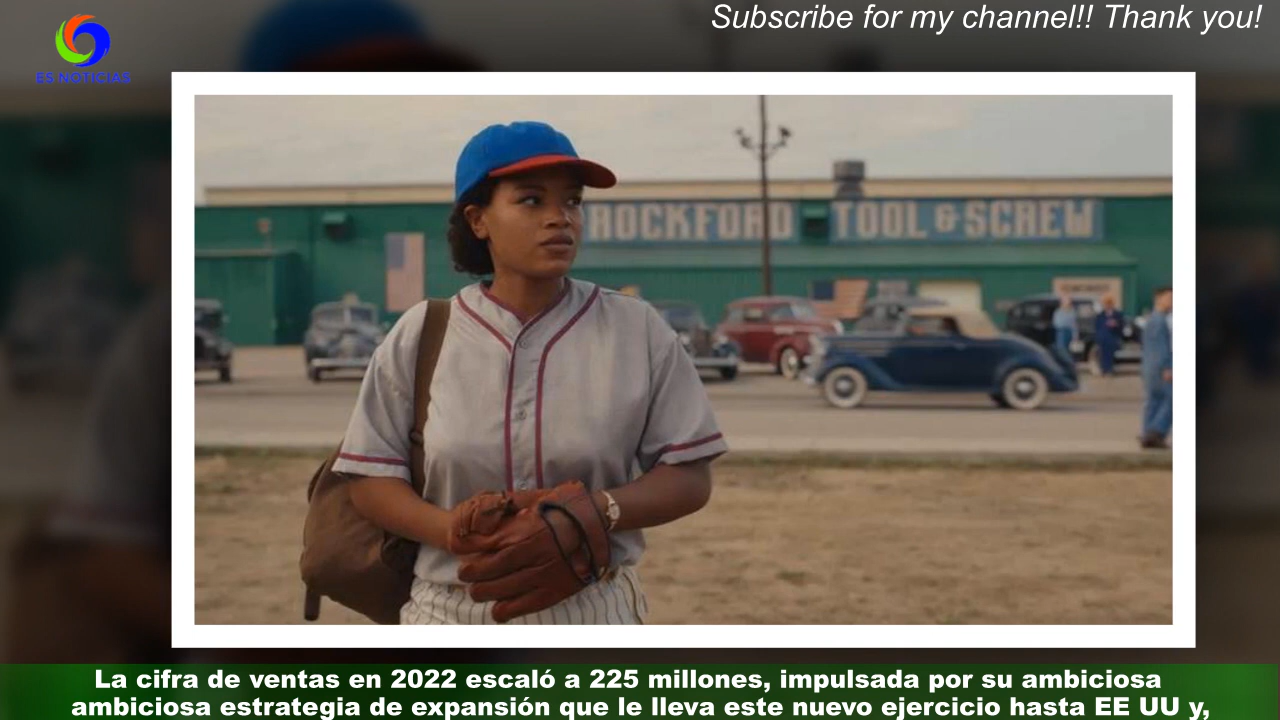 Subscribe for my channel!! Thank you!
ES NOTICIAS
ROCKFORD TOOL & SCREW
La cifra de ventas en 2022 escaló a 225 millones, impulsada por su ambiciosa
ambiciosa estrategia de expansión que le lleva este nuevo ejercicio hasta EE UU y,